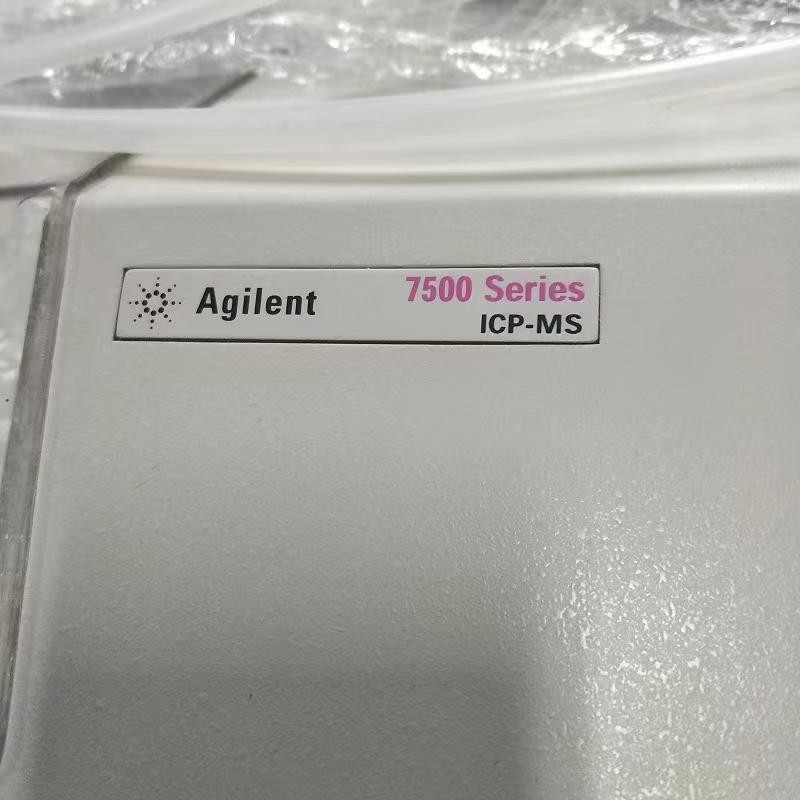 Agilent
7500 Series
ICP-MS